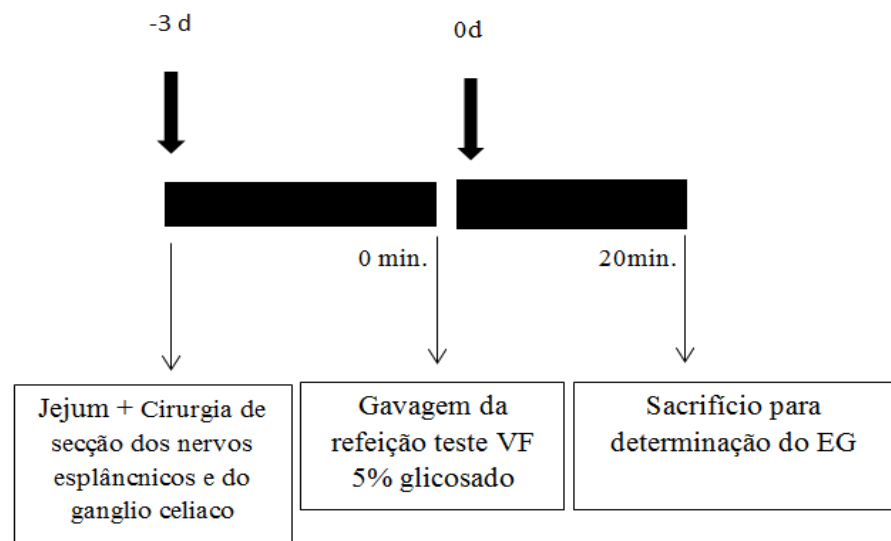 -3 d
0d
0 min.
20min.
Jejum + Cirurgia de
secção dos nervos
esplâncnicos e do
ganglio celiaco
Gavagem da
refeição teste VF
5% glicosado
Sacrifício para
determinação do EG